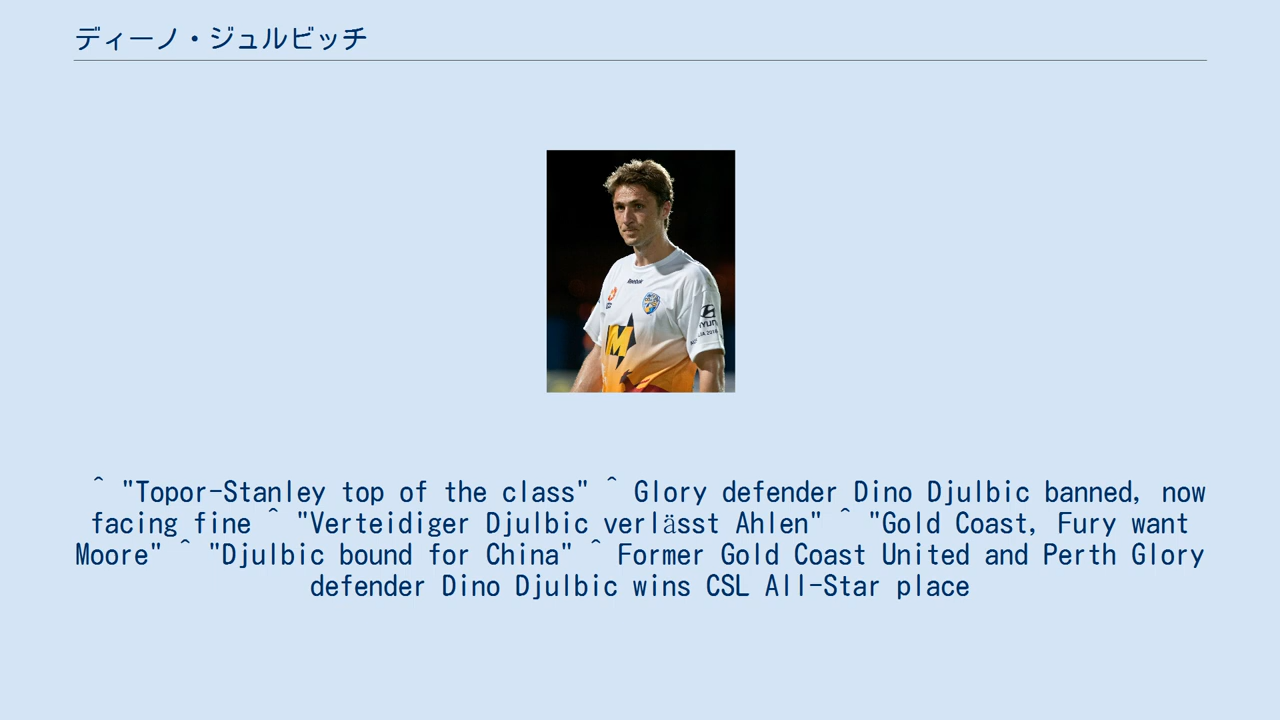 ディーノ・ジュルビッチ
Reebok
^ "Topor-Stanley top of the class" ^ Glory defender Dino Djulbic banned, now
facing fine ^ "Verteidiger Djulbic verlässt Ahlen" ^ "Gold Coast, Fury want
Moore" ^ "Djulbic bound for China" ^ Former Gold Coast United and Perth Glory
defender Dino Djulbic wins CSL All-Star place